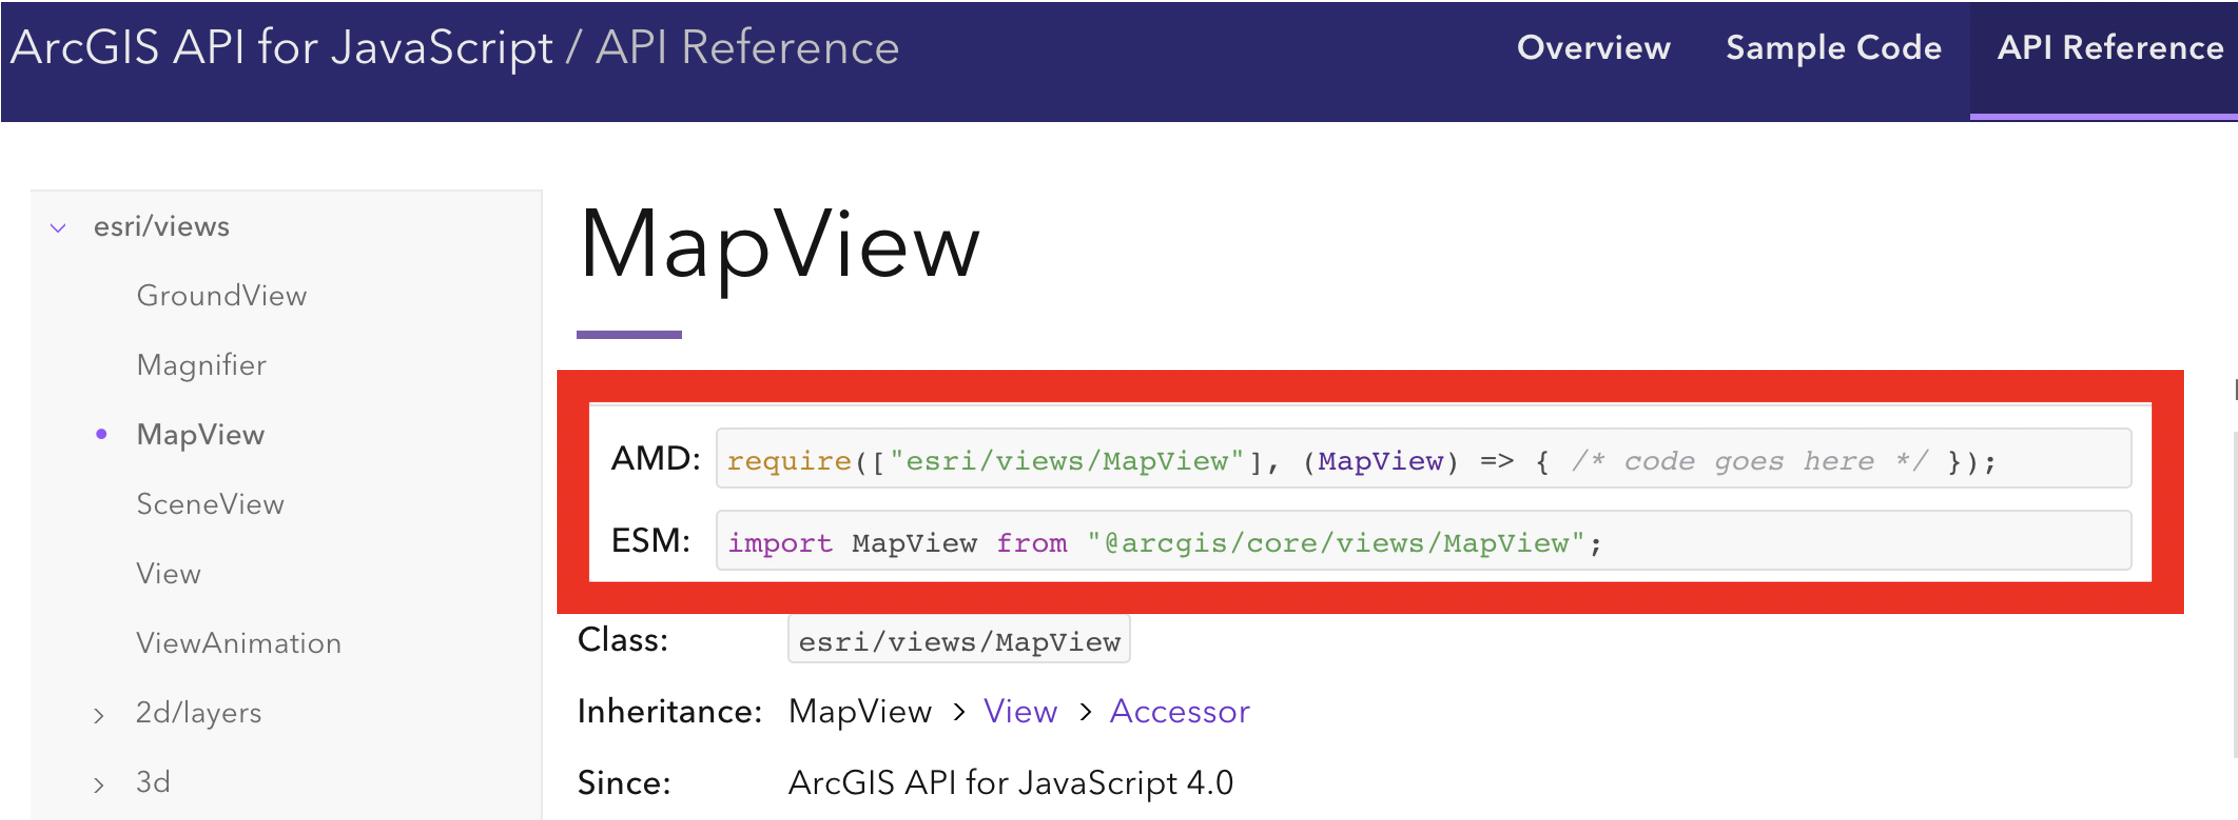 ArcGIS API for JavaScript / API Reference
Overview
Sample Code
API Reference
esri/views
GroundView
Magnifier
MapView
SceneView
View
ViewAnimation
2d/layers
3d
MapView
AMD: require(["esri/views/MapView"], (MapView) => { /* code goes here */ });
ESM: import MapView from "@arcgis/core/views/MapView";
Class: esri/views/MapView
Inheritance: MapView > View > Accessor
Since: ArcGIS API for JavaScript 4.0